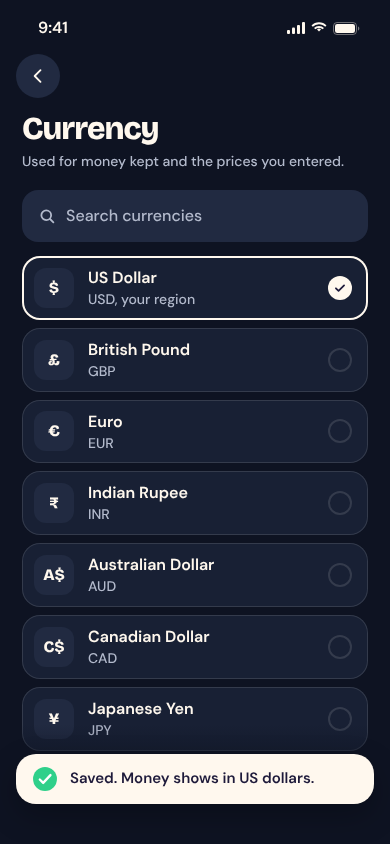 9:41
Currency
Used for money kept and the prices you entered.
Search currencies
$
US Dollar
USD, your region
£
British Pound
GBP
€
Euro
EUR
₹
Indian Rupee
INR
A$
Australian Dollar
AUD
C$
Canadian Dollar
CAD
¥
Japanese Yen
JPY
Saved. Money shows in US dollars.